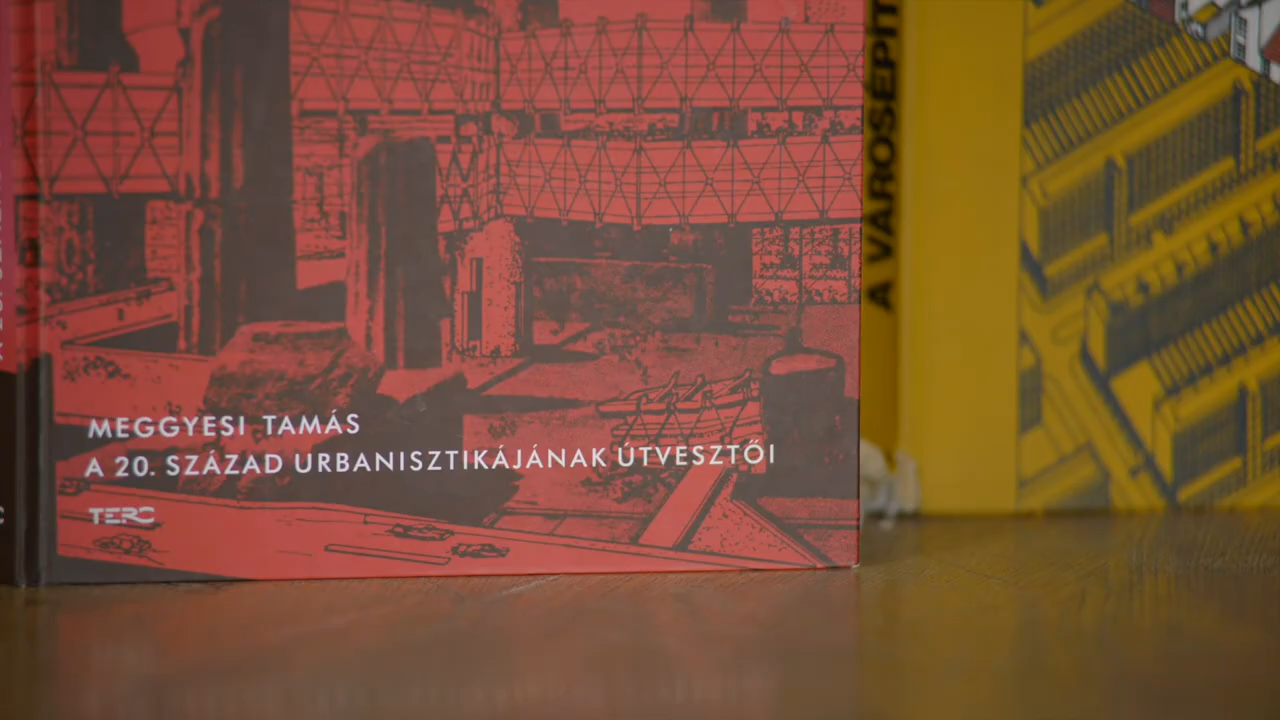 MEGGYESI TAMÁS
A 20. SZÁZAD URBANISZTIKÁJÁNAK ÚTVESZTŐI
TERC
A VÁROSÉPÍT